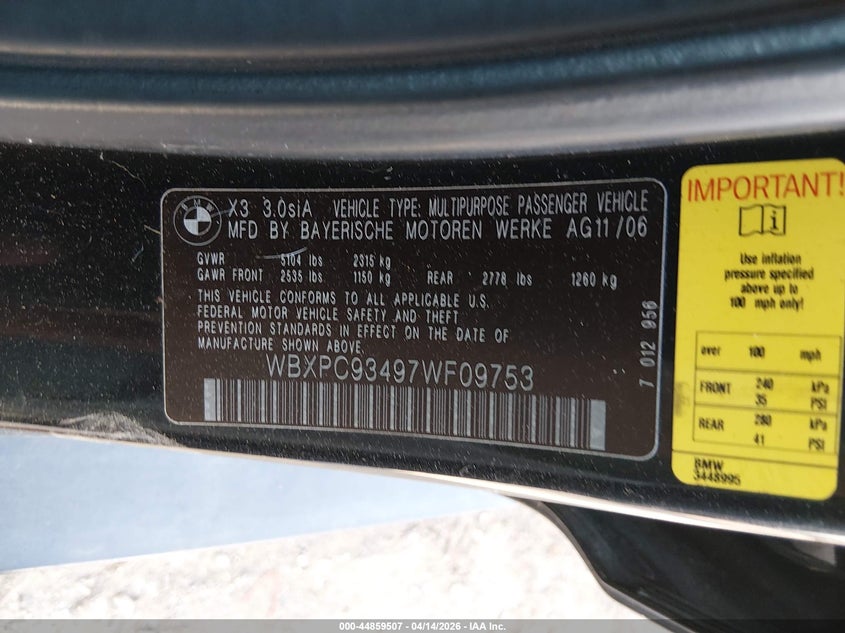 BMW
X3 3.0siA VEHICLE TYPE: MULTIPURPOSE PASSENGER VEHICLE
MFD BY BAYERISCHE MOTOREN WERKE AG11/06
GVWR 5104 lbs 2315 kg
GAWR FRONT 2535 lbs 1150 kg REAR 2778 lbs 1260 kg
THIS VEHICLE CONFORMS TO ALL APPLICABLE U.S.
FEDERAL MOTOR VEHICLE SAFETY AND THEFT
PREVENTION STANDARDS IN EFFECT ON THE DATE OF
MANUFACTURE SHOWN ABOVE.
WBXPC93497WF09753
7 012 956
IMPORTANT!
Use inflation
pressure specified
above up to
100 mph only!
over 100 mph
FRONT 240 kPa
35 PSI
REAR 280 kPa
41 PSI
BMW
3448995
000-44859507 - 04/14/2026 - IAA Inc.